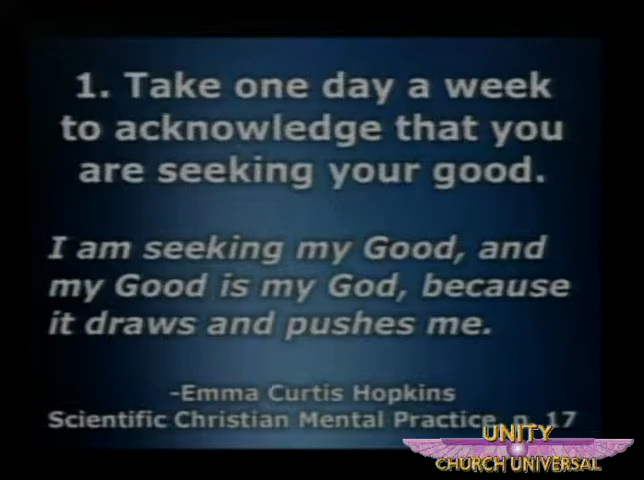 1. Take one day a week
to acknowledge that you
are seeking your good.
I am seeking my Good, and
my Good is my God, because
it draws and pushes me.
-Emma Curtis Hopkins
Scientific Christian Mental Practice, p. 17
UNITY
CHURCH UNIVERSAL